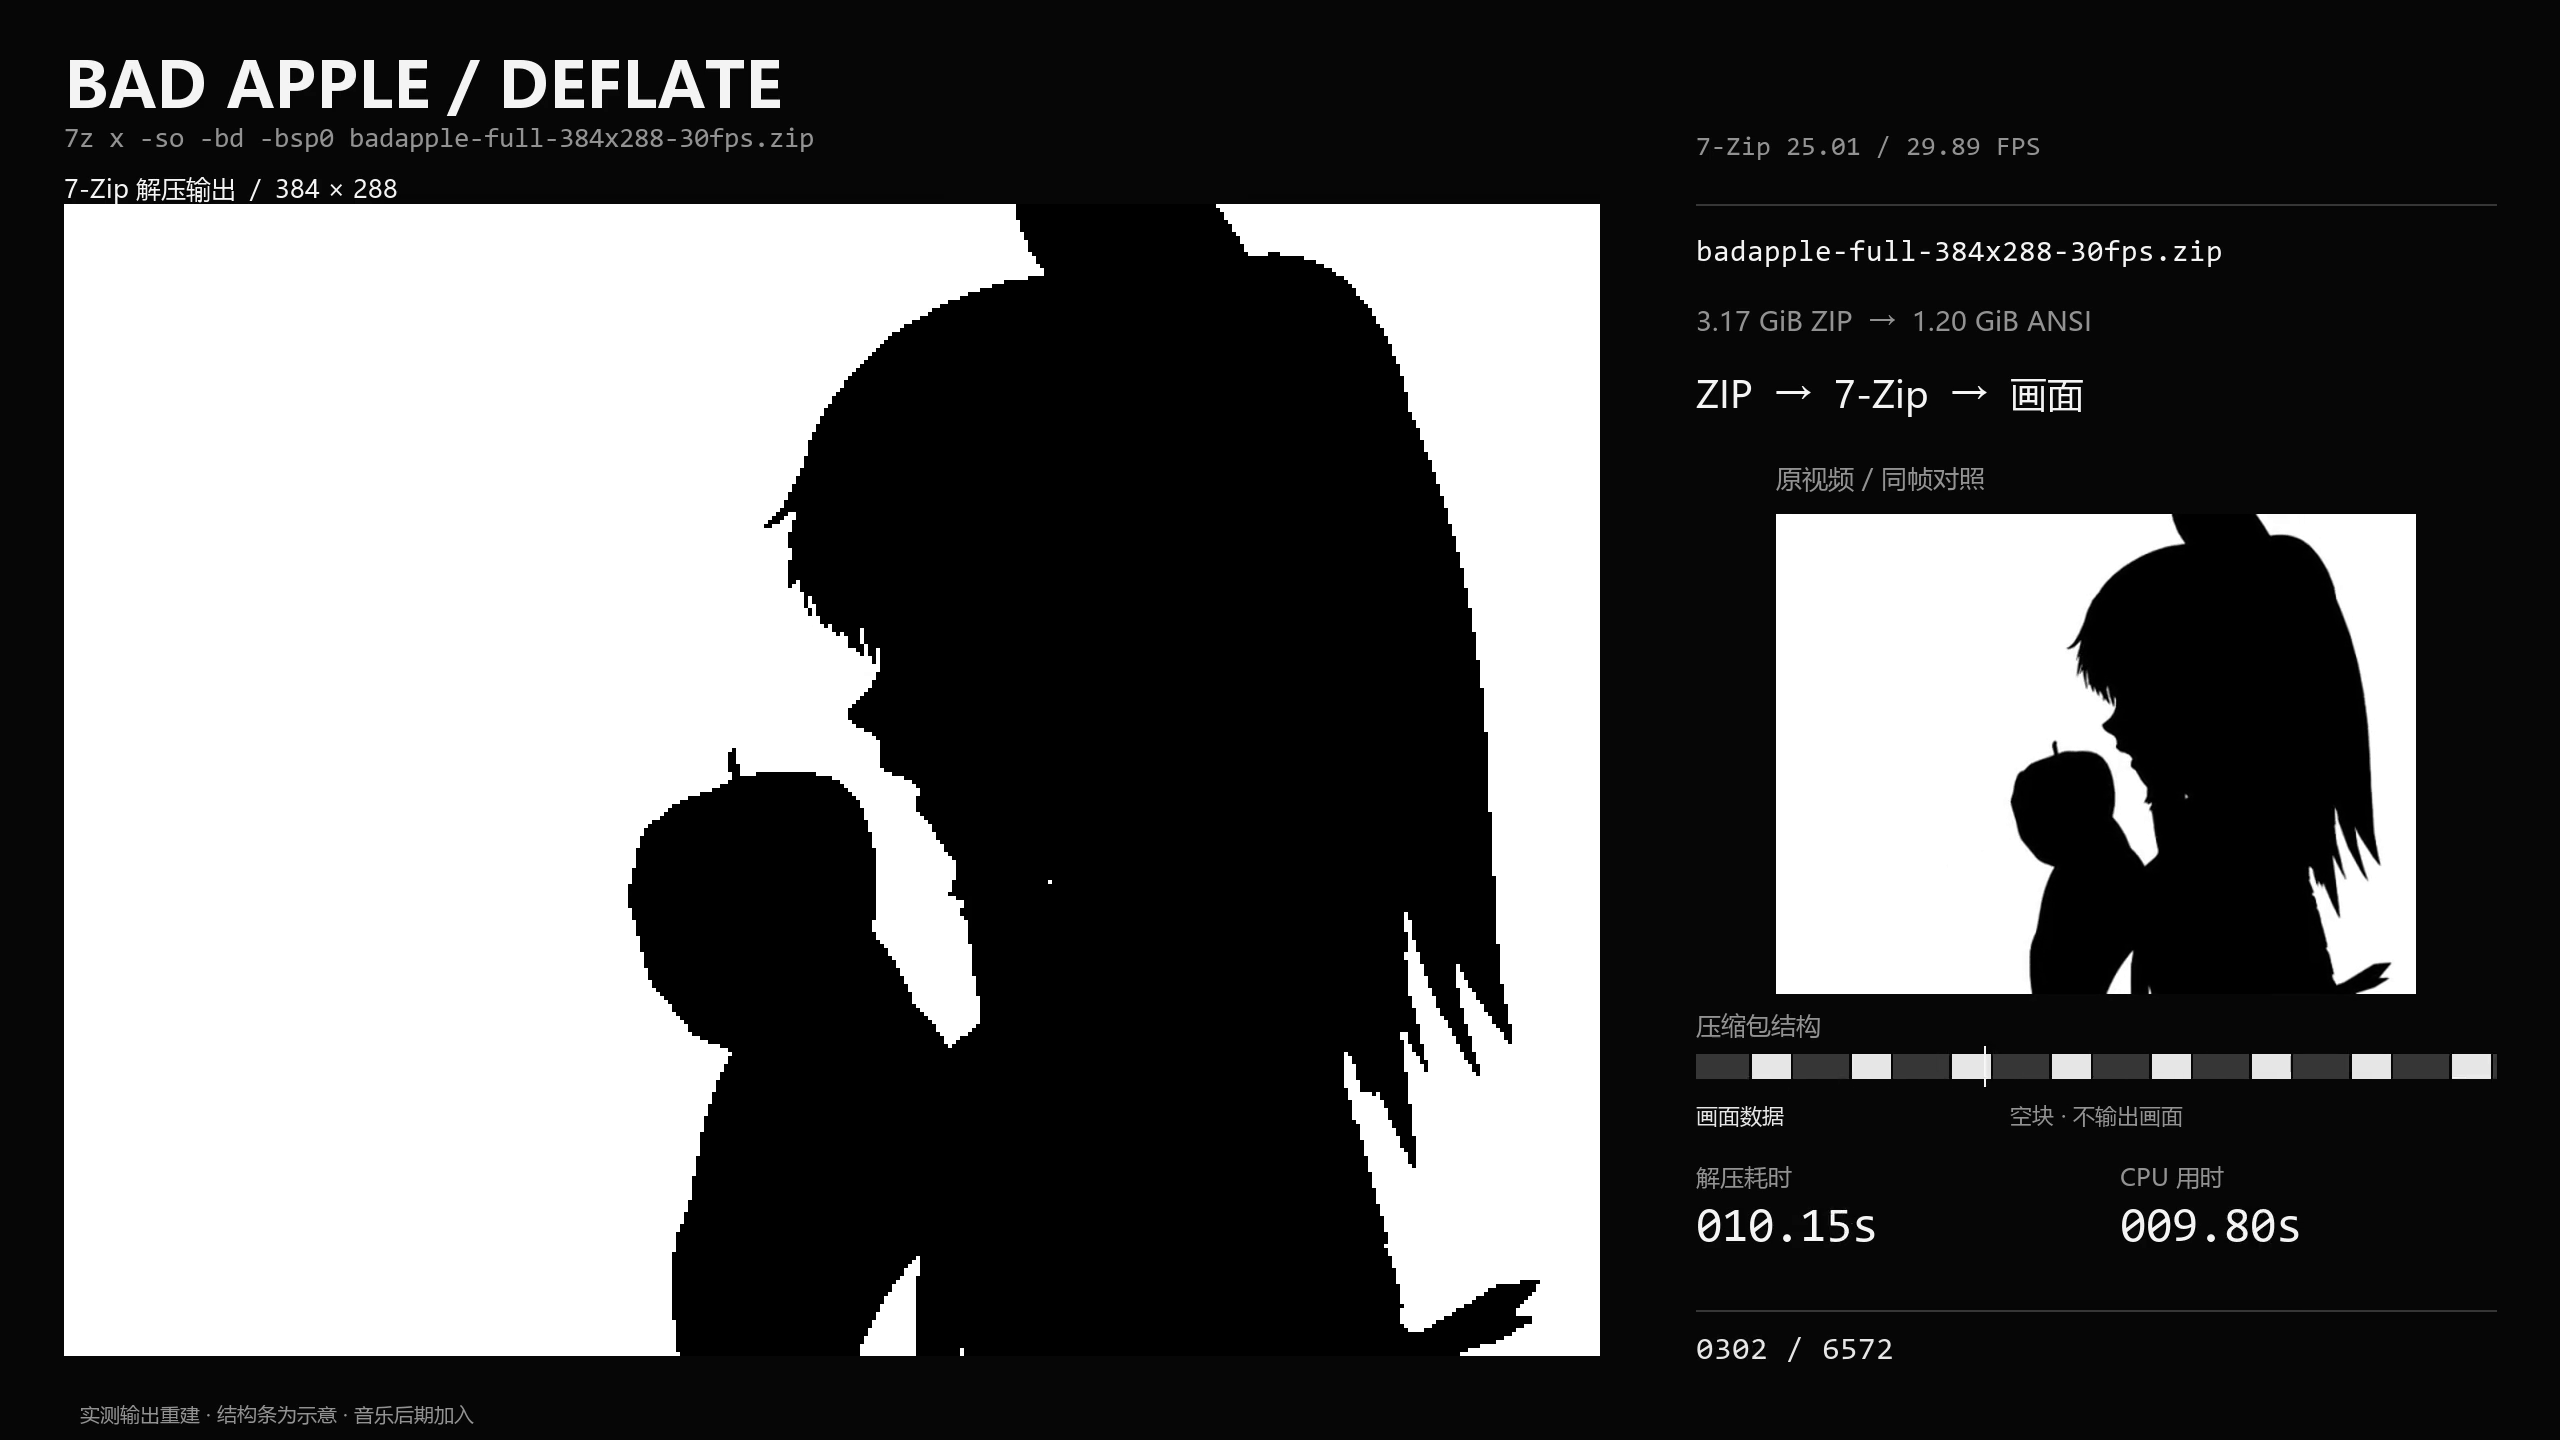 BAD APPLE / DEFLATE
7z x -so -bd -bsp0 badapple-full-384x288-30fps.zip
7-Zip 解压输出 / 384 × 288
7-Zip 25.01 / 29.89 FPS
badapple-full-384x288-30fps.zip
3.17 GiB ZIP → 1.20 GiB ANSI
ZIP → 7-Zip → 画面
原视频 / 同帧对照
压缩包结构
画面数据 空块 · 不输出画面
解压耗时 CPU 用时
010.15s 009.80s
0302 / 6572
实测输出重建 · 结构条为示意 · 音乐后期加入